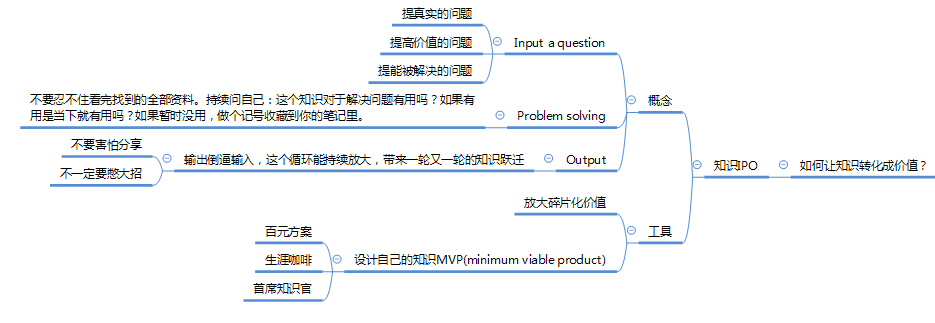 如何让知识转化成价值？
知识IPO
概念
Input a question
提真实的问题
提高价值的问题
提能被解决的问题
Problem solving
不要忍不住看完找到的全部资料。持续问自己：这个知识对于解决问题有用吗？如果有
用是当下就有用吗？如果暂时没用，做个记号收藏到你的笔记里。
Output
输出倒逼输入，这个循环能持续放大，带来一轮又一轮的知识跃迁
不要害怕分享
不一定要憋大招
工具
放大碎片化价值
设计自己的知识MVP(minimum viable product)
百元方案
生涯咖啡
首席知识官